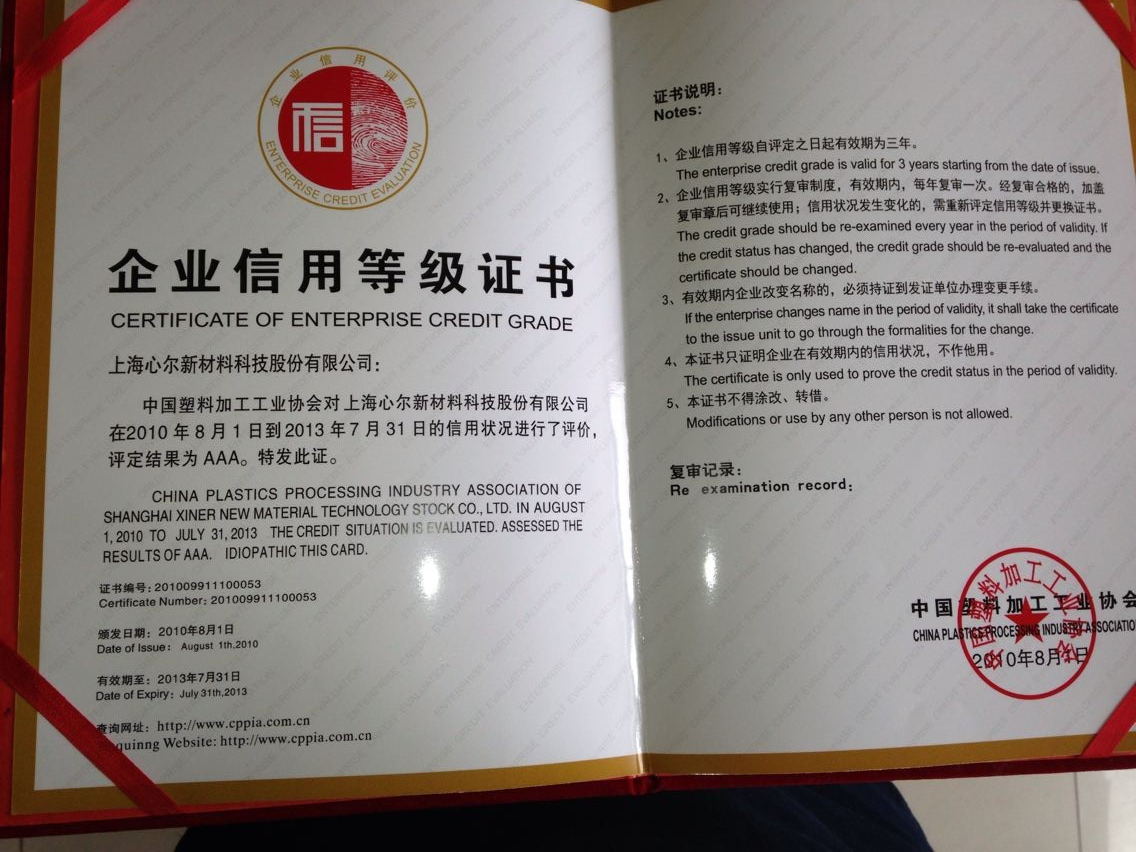 企业信用评价
信
ENTERPRISE CREDIT EVALUATION
企业信用等级证书
CERTIFICATE OF ENTERPRISE CREDIT GRADE
上海心尔新材料科技股份有限公司：
中国塑料加工工业协会对上海心尔新材料科技股份有限公司
在2010年8月1日到2013年7月31日的信用状况进行了评价，
评定结果为AAA。特发此证。
CHINA PLASTICS PROCESSING INDUSTRY ASSOCIATION OF
SHANGHAI XINER NEW MATERIAL TECHNOLOGY STOCK CO., LTD. IN AUGUST
1, 2010 TO JULY 31, 2013 THE CREDIT SITUATION IS EVALUATED. ASSESSED THE
RESULTS OF AAA. IDIOPATHIC THIS CARD.
证书编号：201009911100053
Certificate Number: 201009911100053
颁发日期：2010年8月1日
Date of Issue: August 1th,2010
有效期至：2013年7月31日
Date of Expiry: July 31th,2013
查询网址：http://www.cppia.com.cn
quinng Website: http://www.cppia.com.cn
证书说明：
Notes:
1、企业信用等级自评定之日起有效期为三年。
The enterprise credit grade is valid for 3 years starting from the date of issue.
2、企业信用等级实行复审制度，有效期内，每年复审一次。经复审合格的，加盖
复审章后可继续使用；信用状况发生变化的，需重新评定信用等级并更换证书。
The credit grade should be re-examined every year in the period of validity. If
the credit status has changed, the credit grade should be re-evaluated and the
certificate should be changed.
3、有效期内企业改变名称的，必须持证到发证单位办理变更手续。
If the enterprise changes name in the period of validity, it shall take the certificate
to the issue unit to go through the formalities for the change.
4、本证书只证明企业在有效期内的信用状况，不作他用。
The certificate is only used to prove the credit status in the period of validity.
5、本证书不得涂改、转借。
Modifications or use by any other person is not allowed.
复审记录：
Re examination record:
中国塑料加工工业协会
CHINA PLASTICS PROCESSING INDUSTRY ASSOCIATION
2010年8月1日
中国塑料加工工业协会